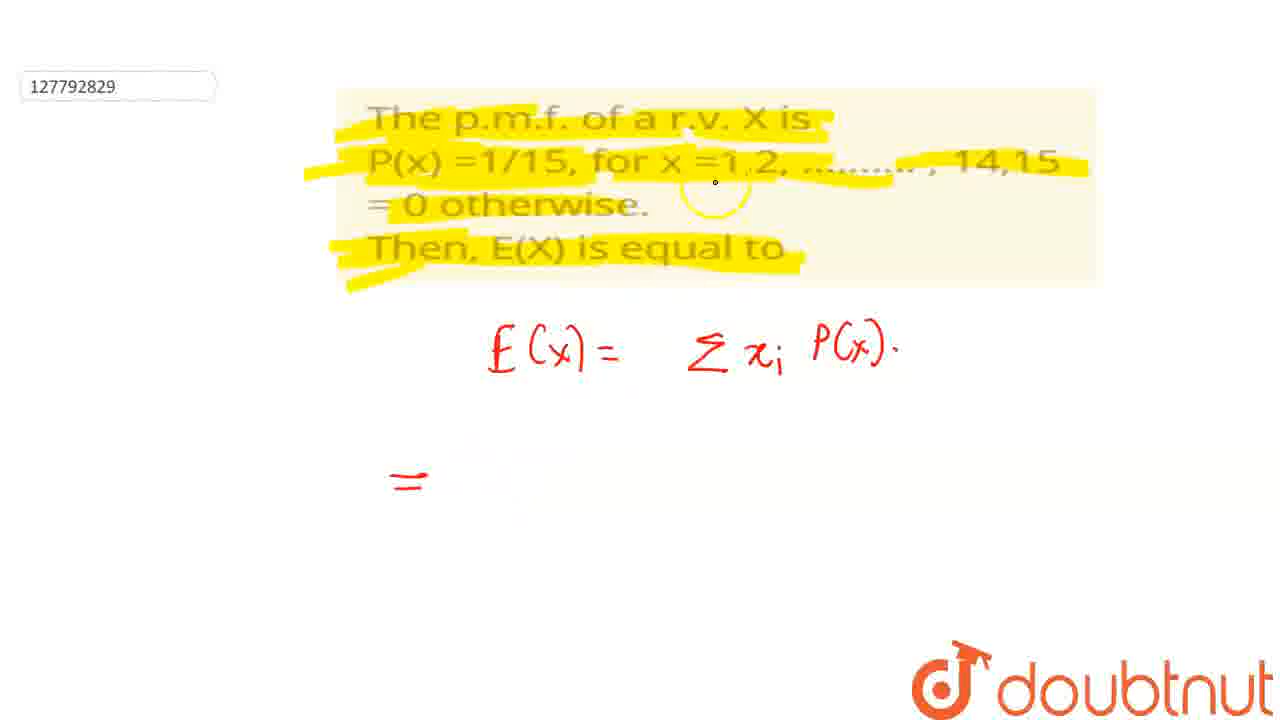 127792829
The p.m.f. of a r.v. X is
P(x) =1/15, for x =1,2, .......... , 14,15
= 0 otherwise.
Then, E(X) is equal to
E(x) = Σ xi P(x).
=
doubtnut